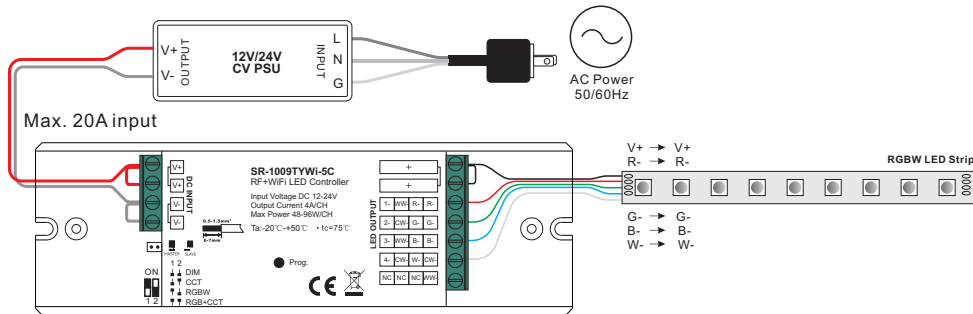 12V/24V
CV PSU
V+
V-
OUTPUT
INPUT
L
N
G
AC Power
50/60Hz
Max. 20A input
V+
V+
V-
V-
DC INPUT
SR-1009TYWi-5C
RF+WiFi LED Controller
Input Voltage DC 12-24V
Output Current 4A/CH
Max Power 48-96W/CH
Ta:-20℃-+50℃ • tc=75℃
0.5-1.5mm²
6-7mm
Prog.
MASTER SLAVE
1 2
DIM
CCT
RGBW
RGB+CCT
ON
1 2
LED OUTPUT
+
+
1- WW- R- R-
2- CW- G- G-
3- WW- B- B-
4- CW- W- CW-
NC NC NC WW-
CE
V+ → V+
R- → R-
RGBW LED Strip
G- → G-
B- → B-
W- → W-